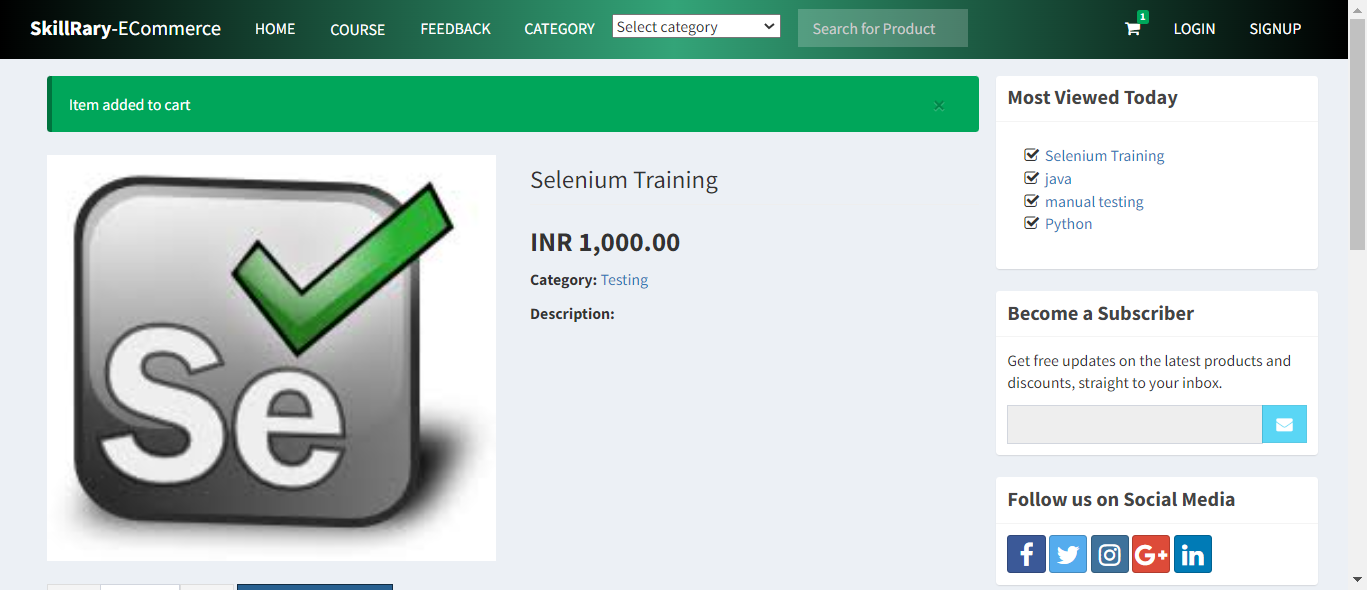 SkillRary-ECommerce HOME COURSE FEEDBACK CATEGORY Select category Search for Product 1 LOGIN SIGNUP
Item added to cart ×
Se
Selenium Training
INR 1,000.00
Category: Testing
Description:
Most Viewed Today
Selenium Training
java
manual testing
Python
Become a Subscriber
Get free updates on the latest products and
discounts, straight to your inbox.
Follow us on Social Media
f G+ in